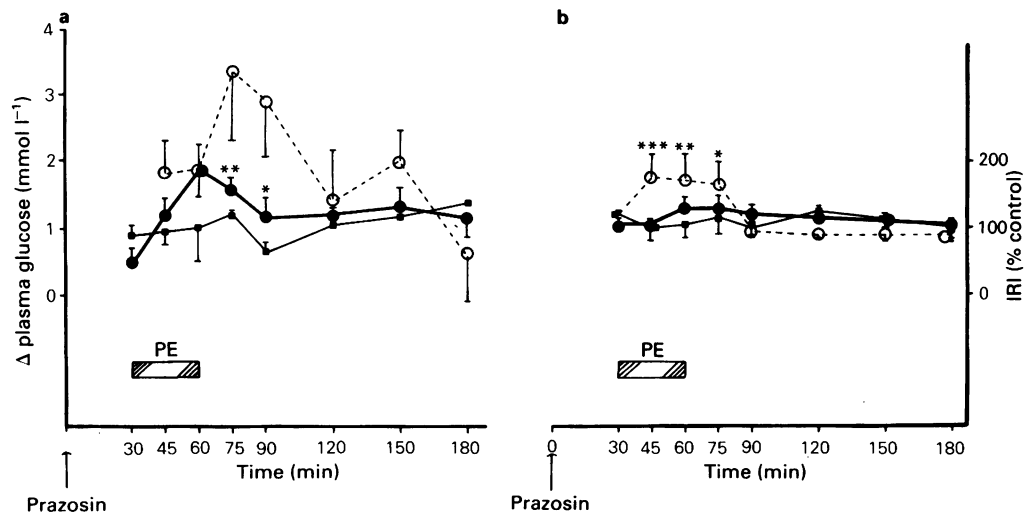 a
4
3
2
1
0
Δ plasma glucose (mmol l⁻¹)
** 
*
PE
30 45 60 75 90 120 150 180
Time (min)
Prazosin
b
*** ** *
200
100
0
IRI (% control)
PE
0 30 45 60 75 90 120 150 180
Time (min)
Prazosin